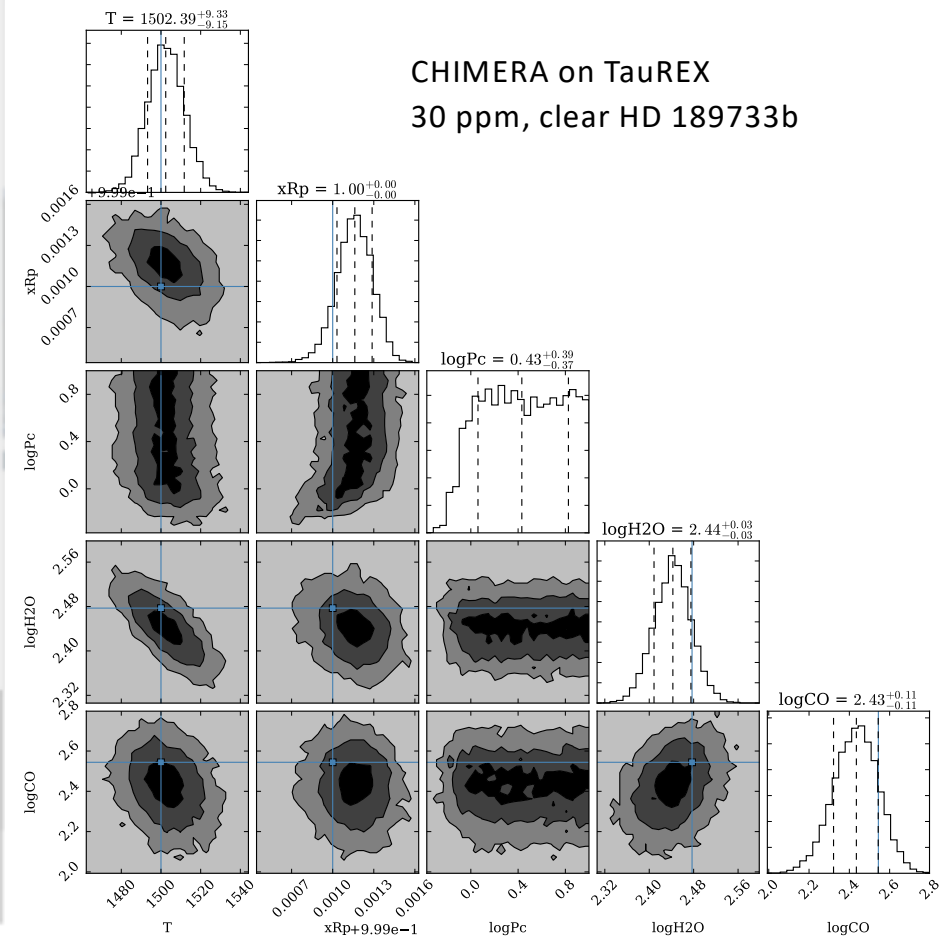 T = 1502.39+9.33 −9.15
CHIMERA on TauREX
30 ppm, clear HD 189733b
+9.99e−1
xRp = 1.00+0.00 −0.00
0.0016
0.0013
0.0010
0.0007
xRp
logPc = 0.43+0.39 −0.37
0.8
0.4
0.0
logPc
logH2O = 2.44+0.03 −0.03
2.56
2.48
2.40
2.32
logH2O
logCO = 2.43+0.11 −0.11
2.8
2.6
2.4
2.2
2.0
logCO
1480 1500 1520 1540
T
0.0007 0.0010 0.0013 0.0016
xRp +9.99e−1
0.0 0.4 0.8
logPc
2.32 2.40 2.48 2.56
logH2O
2.0 2.2 2.4 2.6 2.8
logCO